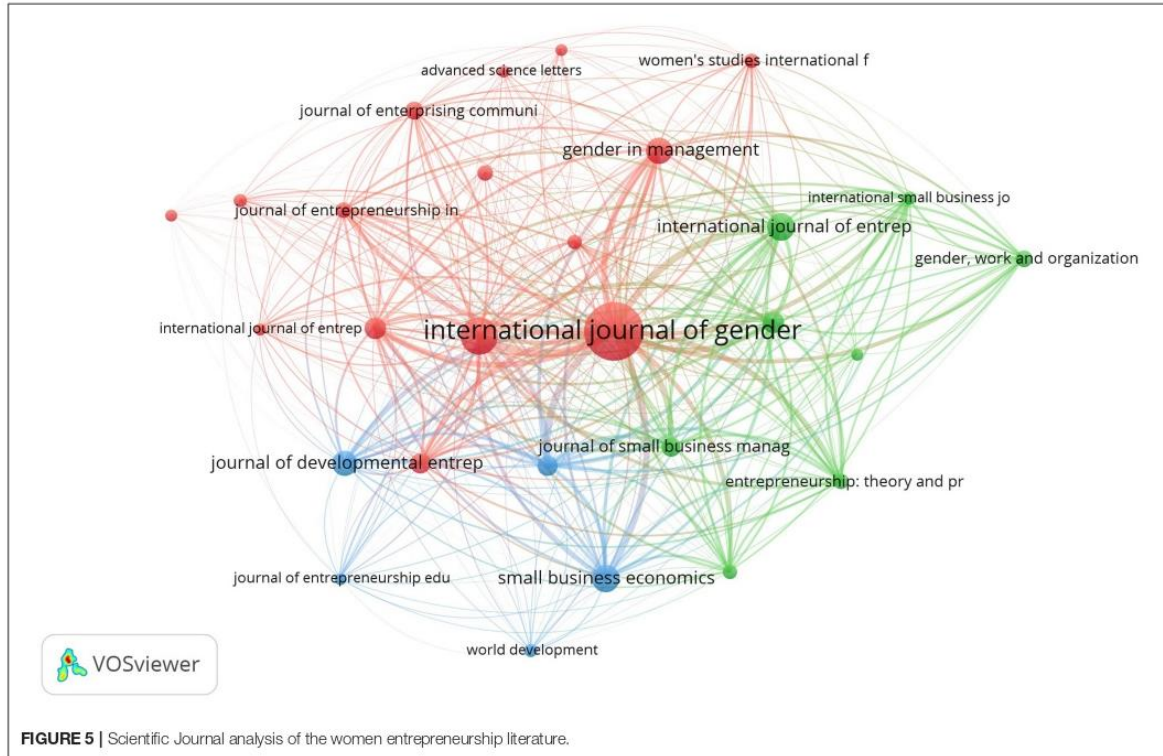 advanced science letters
women's studies international f
journal of enterprising communi
gender in management
international small business jo
journal of entrepreneurship in
international journal of entrep
gender, work and organization
international journal of entrep
international journal of gender
journal of small business manag
journal of developmental entrep
entrepreneurship: theory and pr
journal of entrepreneurship edu
small business economics
world development
VOSviewer
FIGURE 5 | Scientific Journal analysis of the women entrepreneurship literature.